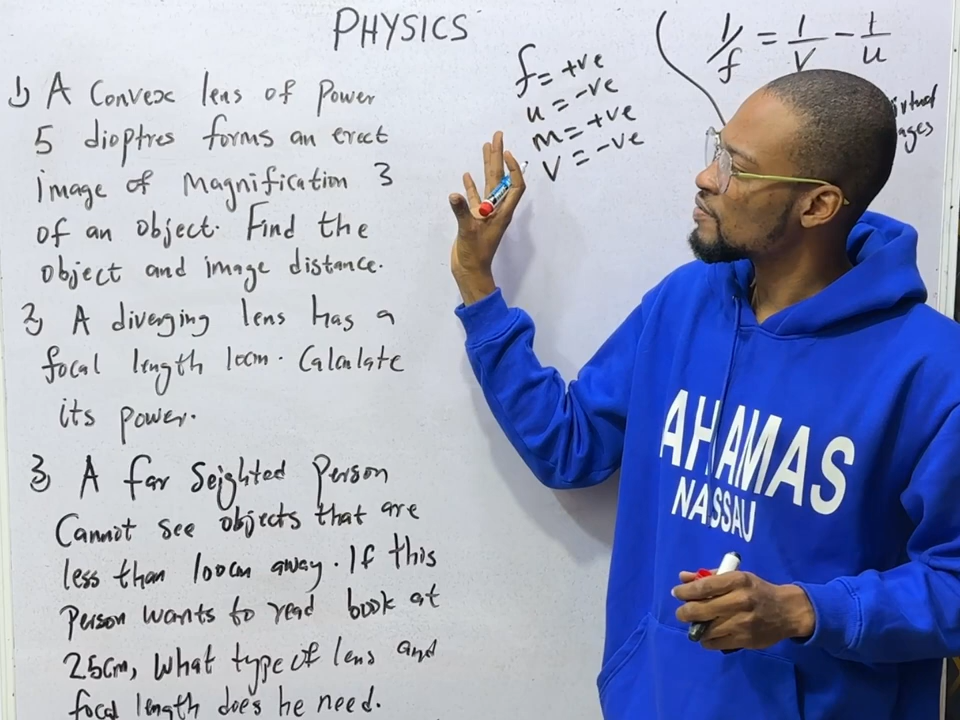 PHYSICS
1) A Convex lens of Power
5 dioptres forms an erect
image of Magnification 3
of an object. Find the
object and image distance.
2) A diverging lens has a
focal length 10cm. Calculate
its power.
3) A far Seighted Person
Cannot see objects that are
less than 100cm away. If this
Person wants to read book at
25cm, What type of lens and
focal length does he need.
f = +ve
u = -ve
m = +ve
v = -ve
1/f = 1/v - 1/u
AHAMAS
NASSAU